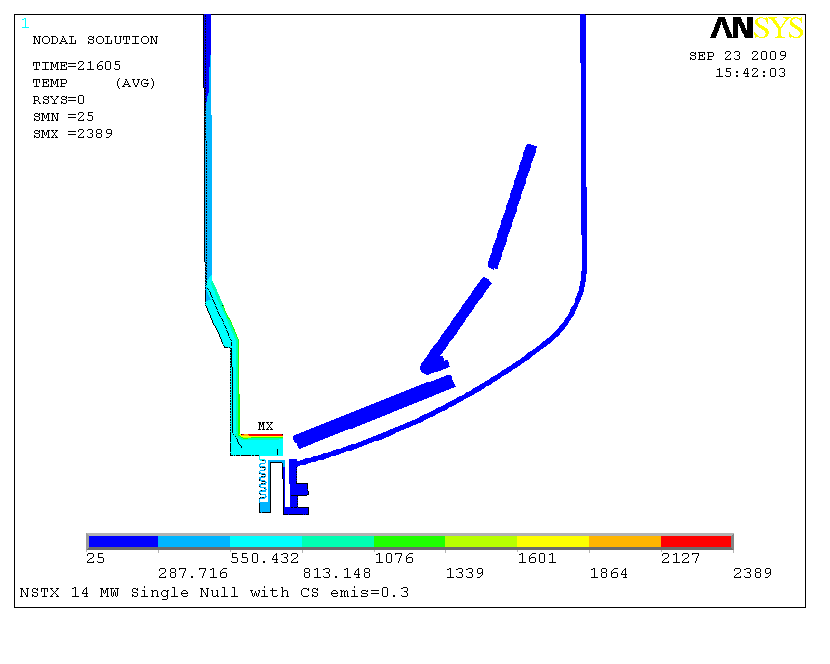 1
ANSYS
NODAL SOLUTION
SEP 23 2009
15:42:03
TIME=21605
TEMP (AVG)
RSYS=0
SMN =25
SMX =2389
MX
25 550.432 1076 1601 2127
287.716 813.148 1339 1864 2389
NSTX 14 MW Single Null with CS emis=0.3